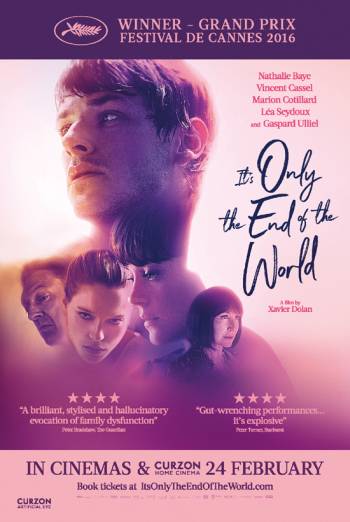 WINNER – GRAND PRIX
FESTIVAL DE CANNES 2016
Nathalie Baye
Vincent Cassel
Marion Cotillard
Léa Seydoux
and Gaspard Ulliel
It's Only
the End of the
World
A film by
Xavier Dolan
★★★★
"A brilliant, stylised and hallucinatory
evocation of family dysfunction"
Peter Bradshaw, The Guardian
★★★★
"Gut-wrenching performances...
it's explosive"
Peter Turner,
IN CINEMAS & CURZON HOME CINEMA 24 FEBRUARY
Book tickets at ItsOnlyTheEndOfTheWorld.com
CURZON
ARTIFICIAL EYE